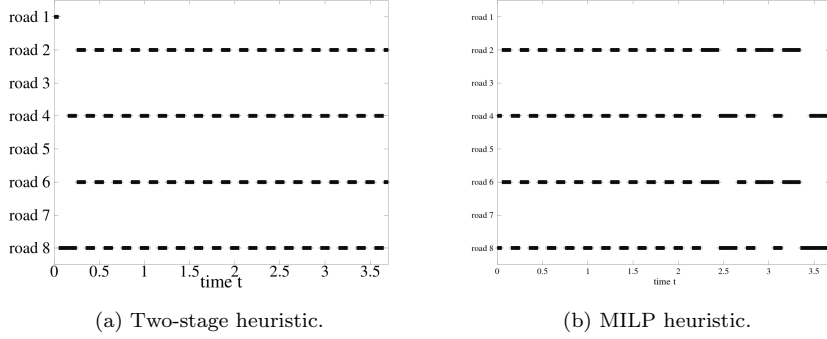 road 1
road 2
road 3
road 4
road 5
road 6
road 7
road 8
0 0.5 1 1.5 2 2.5 3 3.5
time t
(a) Two-stage heuristic.
road 1
road 2
road 3
road 4
road 5
road 6
road 7
road 8
0 0.5 1 1.5 2 2.5 3 3.5
time t
(b) MILP heuristic.